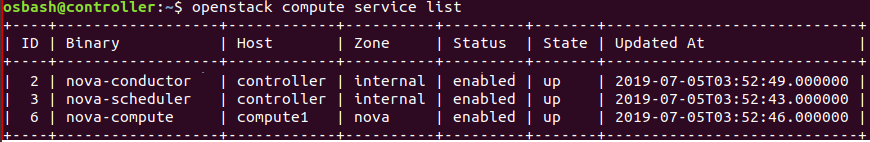 osbash@controller:~$ openstack compute service list
+----+------------------+------------+----------+---------+-------+----------------------------+
| ID | Binary           | Host       | Zone     | Status  | State | Updated At                 |
+----+------------------+------------+----------+---------+-------+----------------------------+
|  2 | nova-conductor   | controller | internal | enabled | up    | 2019-07-05T03:52:49.000000 |
|  3 | nova-scheduler   | controller | internal | enabled | up    | 2019-07-05T03:52:43.000000 |
|  6 | nova-compute     | compute1   | nova     | enabled | up    | 2019-07-05T03:52:46.000000 |
+----+------------------+------------+----------+---------+-------+----------------------------+